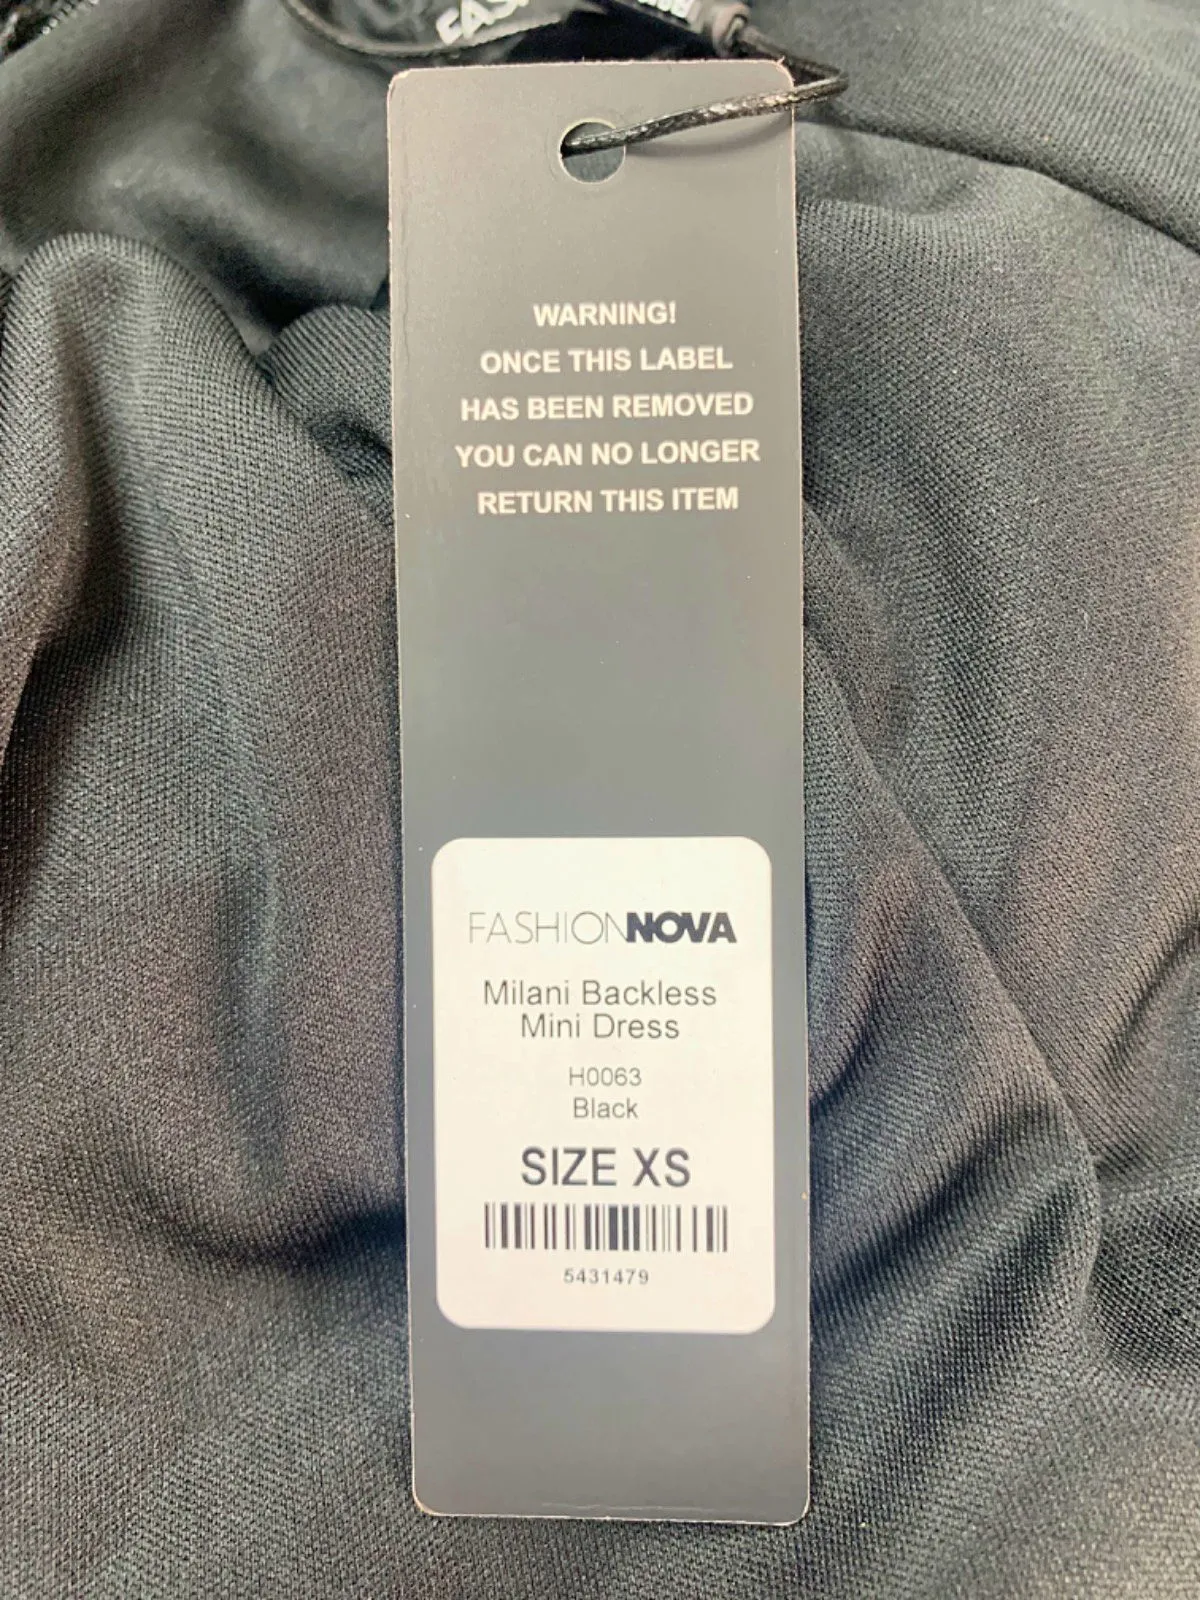 WARNING!
ONCE THIS LABEL
HAS BEEN REMOVED
YOU CAN NO LONGER
RETURN THIS ITEM
FASHIONNOVA
Milani Backless
Mini Dress
H0063
Black
SIZE XS
5431479